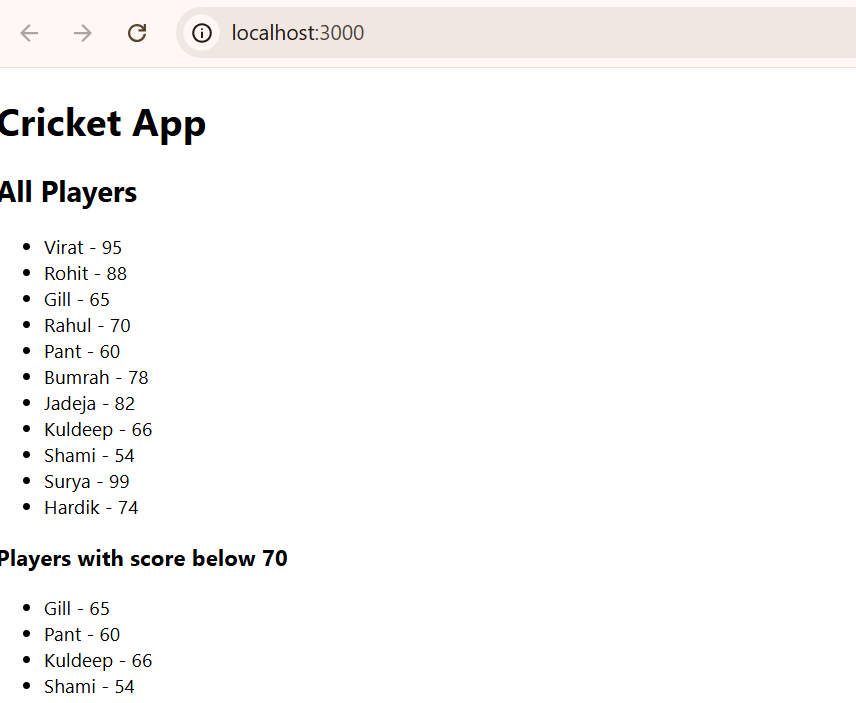 localhost:3000
Cricket App
All Players
• Virat - 95
• Rohit - 88
• Gill - 65
• Rahul - 70
• Pant - 60
• Bumrah - 78
• Jadeja - 82
• Kuldeep - 66
• Shami - 54
• Surya - 99
• Hardik - 74
Players with score below 70
• Gill - 65
• Pant - 60
• Kuldeep - 66
• Shami - 54